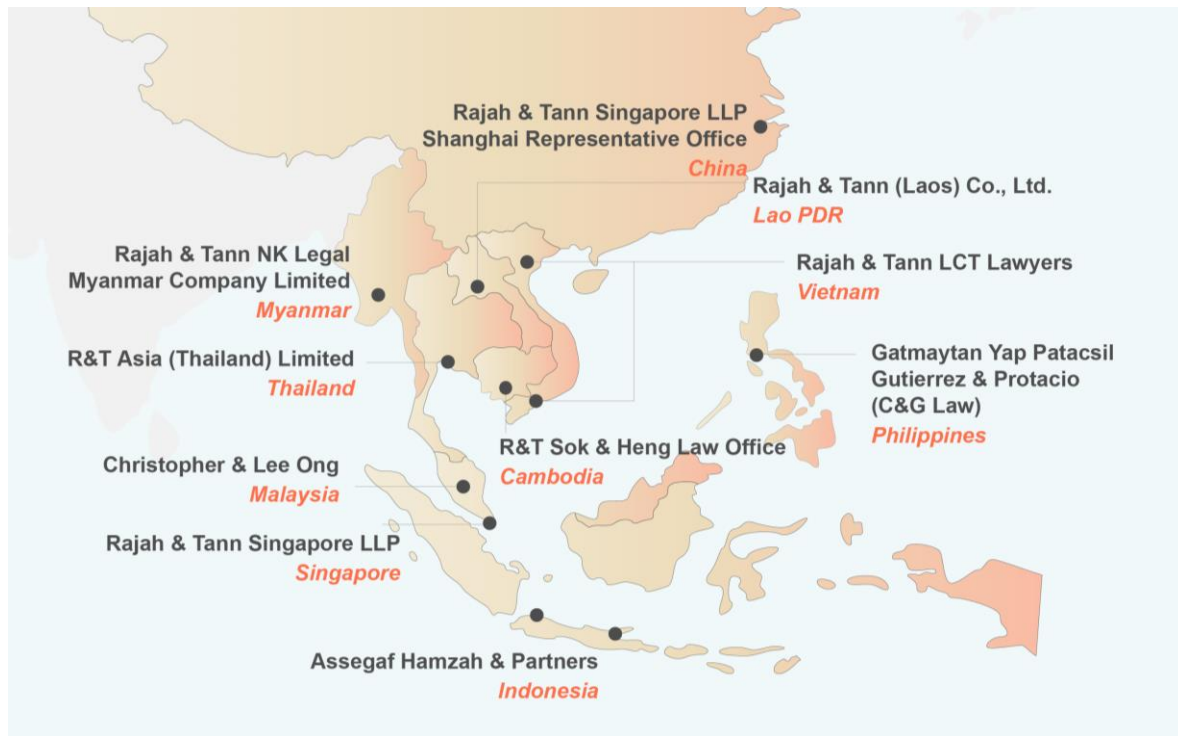 Rajah & Tann Singapore LLP
Shanghai Representative Office
China
Rajah & Tann (Laos) Co., Ltd.
Lao PDR
Rajah & Tann NK Legal
Myanmar Company Limited
Myanmar
Rajah & Tann LCT Lawyers
Vietnam
R&T Asia (Thailand) Limited
Thailand
Gatmaytan Yap Patacsil
Gutierrez & Protacio
(C&G Law)
Philippines
R&T Sok & Heng Law Office
Cambodia
Christopher & Lee Ong
Malaysia
Rajah & Tann Singapore LLP
Singapore
Assegaf Hamzah & Partners
Indonesia